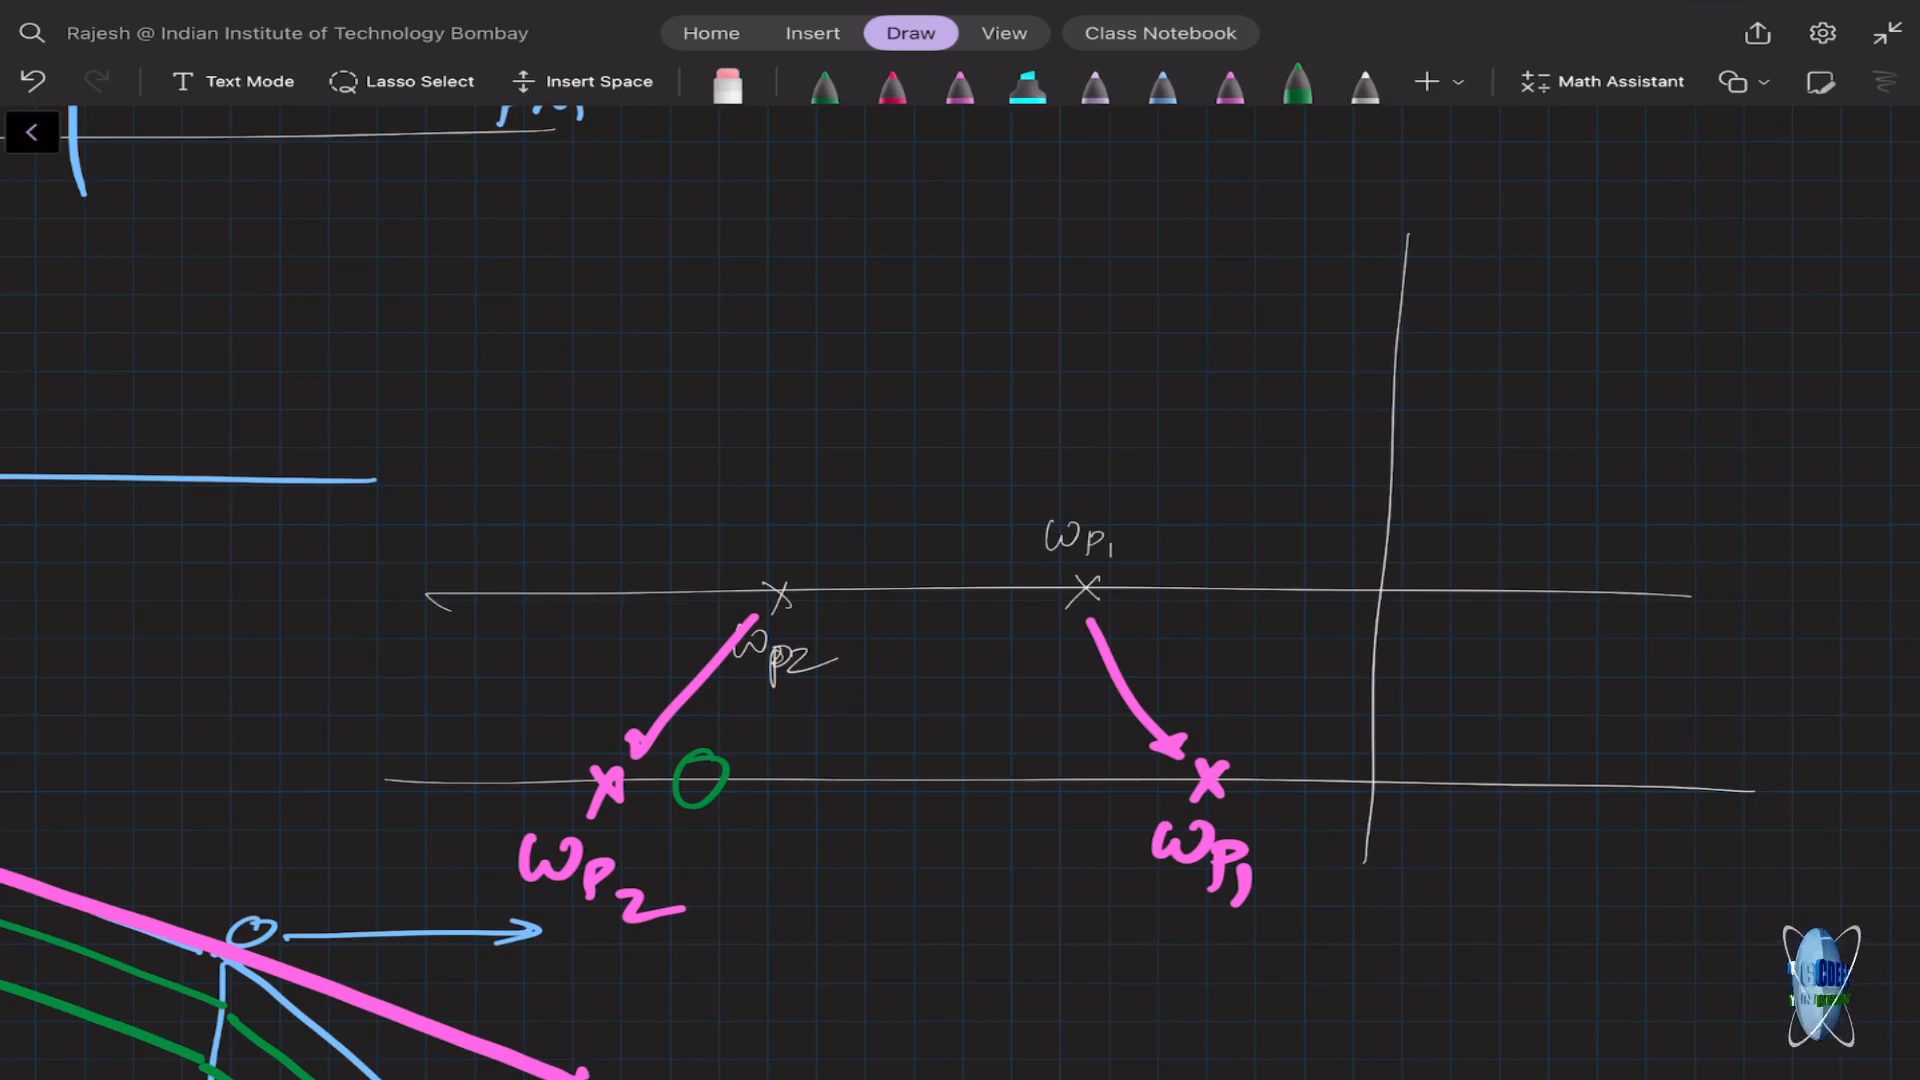 Rajesh @ Indian Institute of Technology Bombay
Home Insert Draw View Class Notebook
Text Mode Lasso Select Insert Space Math Assistant
ωp1
ωp2
ωp2
ωp1